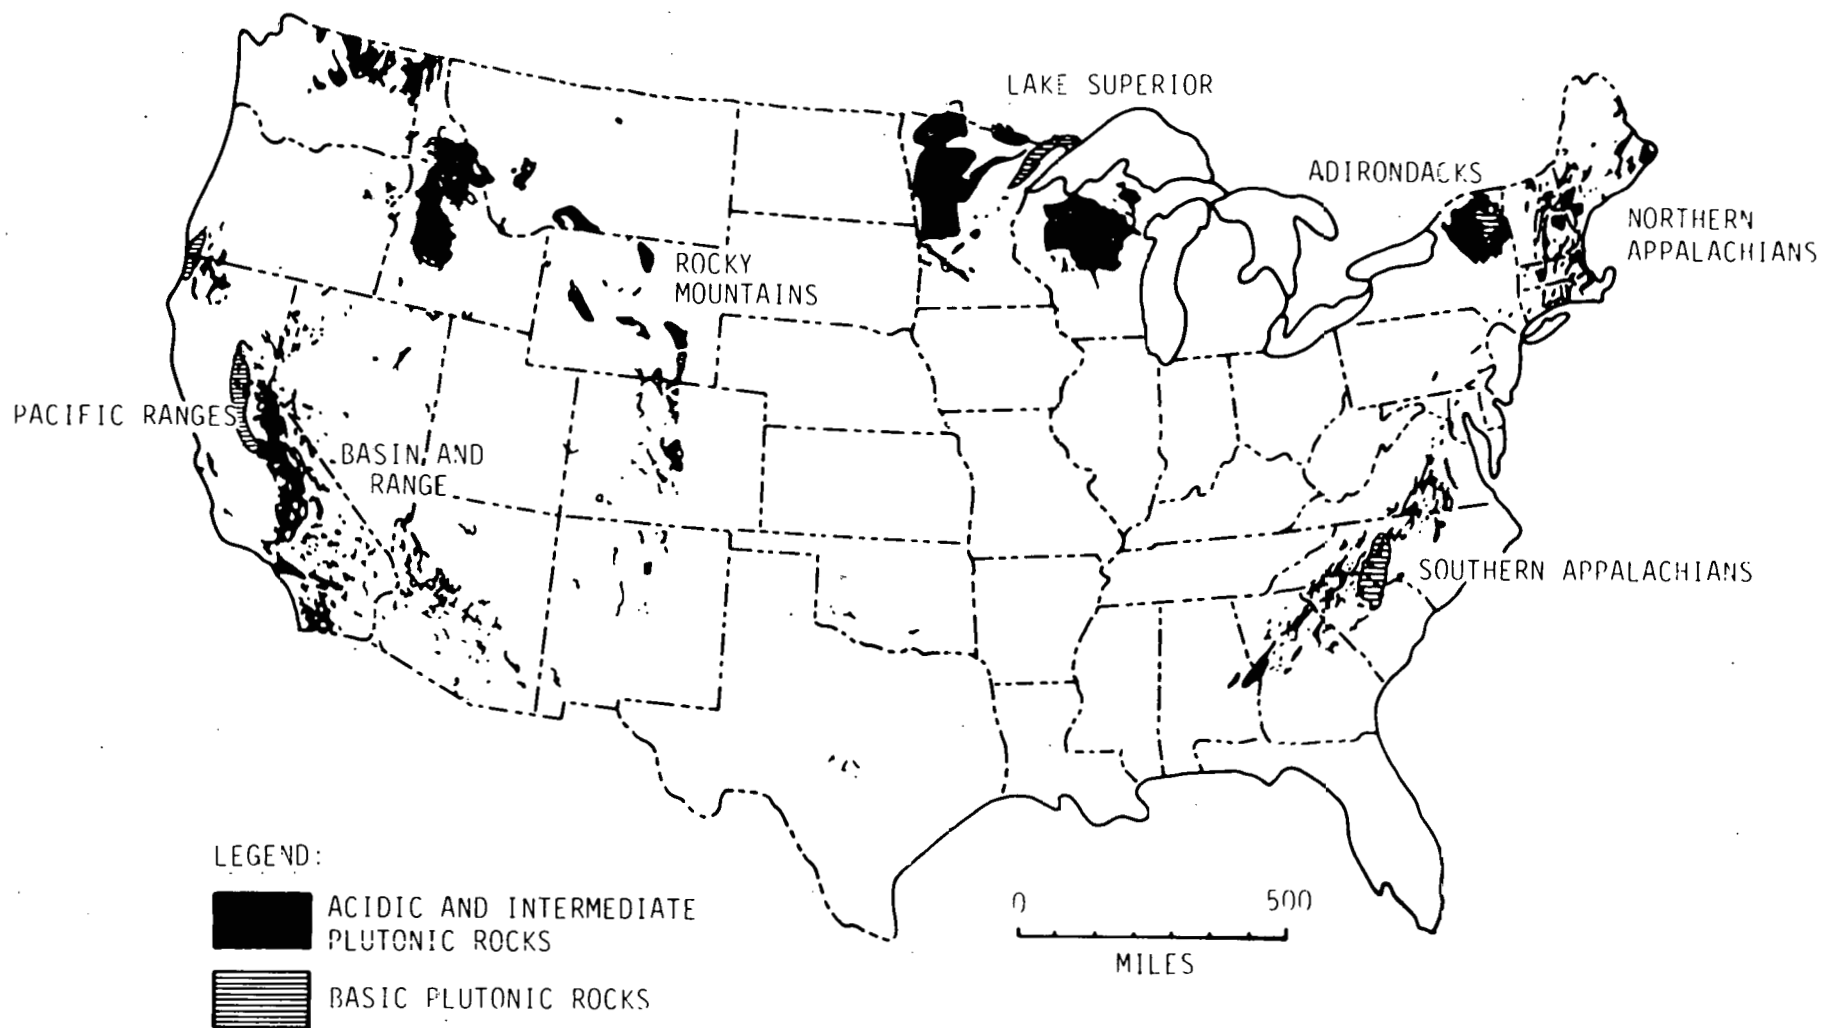 LAKE SUPERIOR
ADIRONDACKS
NORTHERN
APPALACHIANS
ROCKY
MOUNTAINS
PACIFIC RANGES
BASIN AND
RANGE
SOUTHERN APPALACHIANS
LEGEND:
ACIDIC AND INTERMEDIATE
PLUTONIC ROCKS
BASIC PLUTONIC ROCKS
0 500
MILES